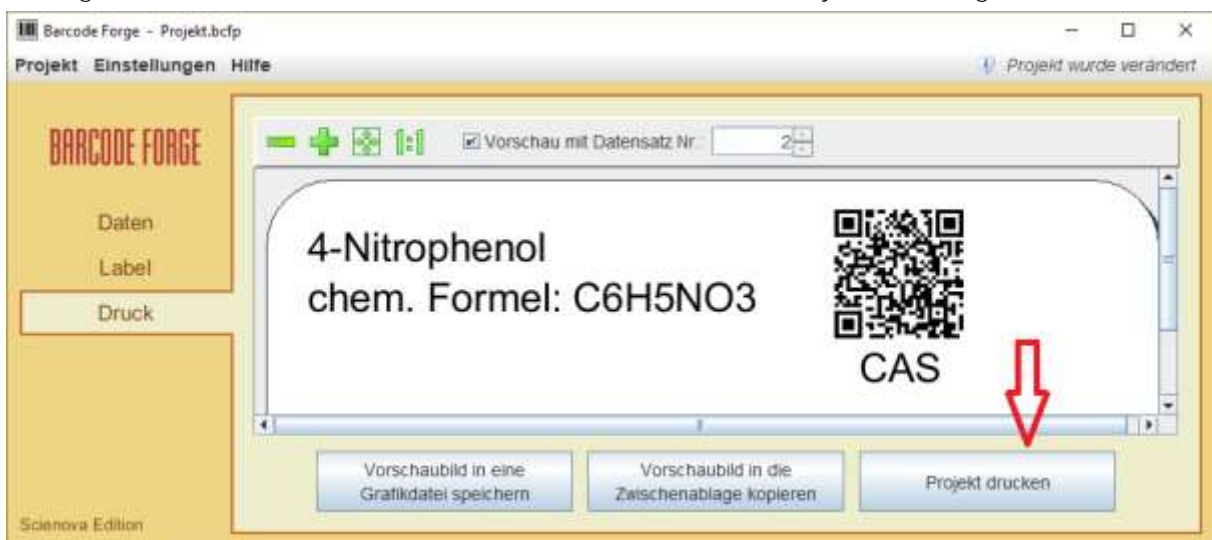 Barcode Forge - Projekt.bcfp
Projekt Einstellungen Hilfe
Projekt wurde verändert
BARCODE FORGE
Vorschau mit Datensatz Nr.: 2
Daten
Label
Druck
4-Nitrophenol
chem. Formel: C6H5NO3
CAS
Vorschaubild in eine
Grafikdatei speichern
Vorschaubild in die
Zwischenablage kopieren
Projekt drucken
Scienova Edition